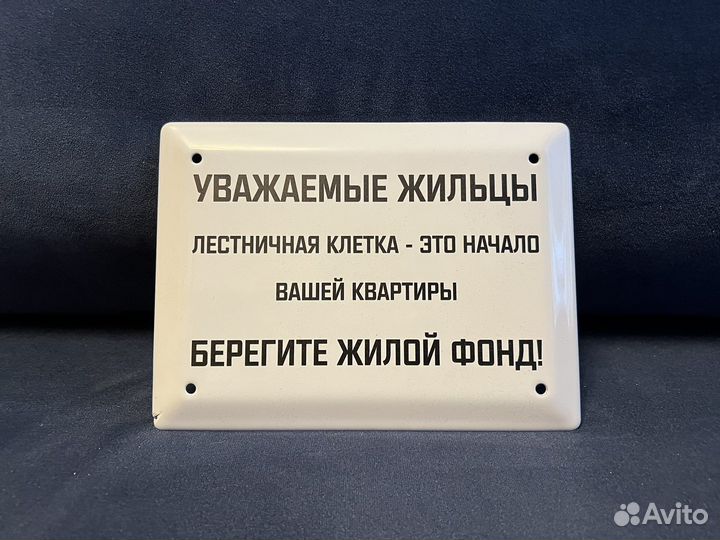 УВАЖАЕМЫЕ ЖИЛЬЦЫ
ЛЕСТНИЧНАЯ КЛЕТКА - ЭТО НАЧАЛО
ВАШЕЙ КВАРТИРЫ
БЕРЕГИТЕ ЖИЛОЙ ФОНД!
Avito